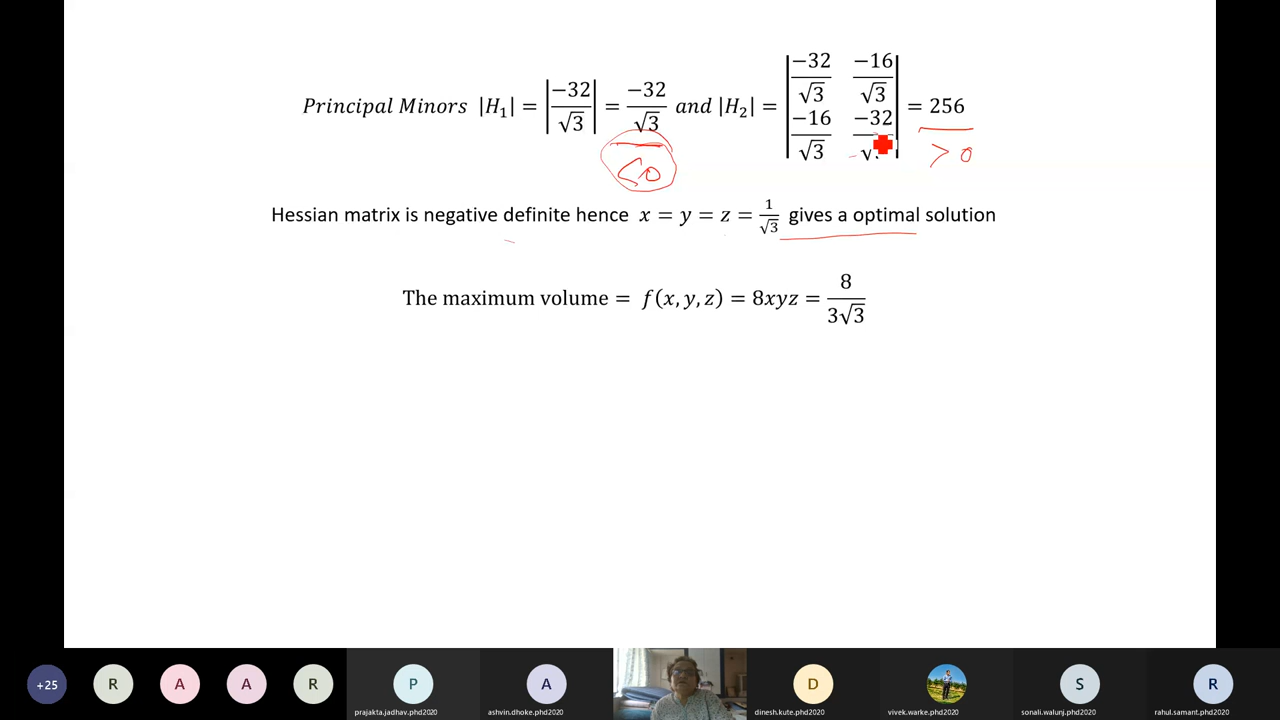 Principal Minors |H₁| = |−32/√3| = −32/√3 and |H₂| = |−32/√3 −16/√3 −16/√3 −32/√3| = 256
<0
> 0
Hessian matrix is negative definite hence x = y = z = 1/√3 gives a optimal solution
The maximum volume = f(x, y, z) = 8xyz = 8/3√3
+25 R A A R P A D S R
prajakta.jadhav.phd2020 ashvin.dhoke.phd2020 dinesh.kute.phd2020 vivek.warke.phd2020 sonali.walunj.phd2020 rahul.samant.phd2020